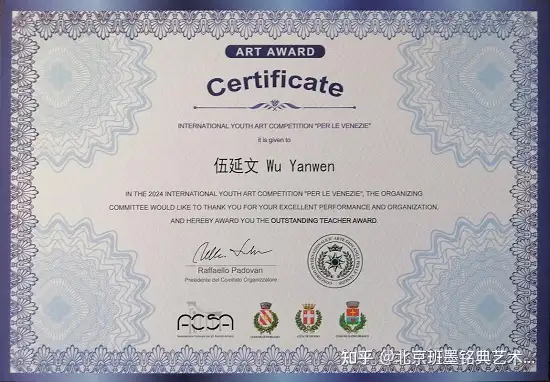 ART AWARD
Certificate
INTERNATIONAL YOUTH ART COMPETITION "PER LE VENEZIE"
it is given to
伍延文 Wu Yanwen
IN THE 2024 INTERNATIONAL YOUTH ART COMPETITION "PER LE VENEZIE", THE ORGANIZING
COMMITTEE WOULD LIKE TO THANK YOU FOR YOUR EXCELLENT PERFORMANCE AND ORGANIZATION,
AND HEREBY AWARD YOU THE OUTSTANDING TEACHER AWARD.
Raffaello Padovan
Presidente del Comitato Organizzatore
知乎 @北京班墨铭典艺术...